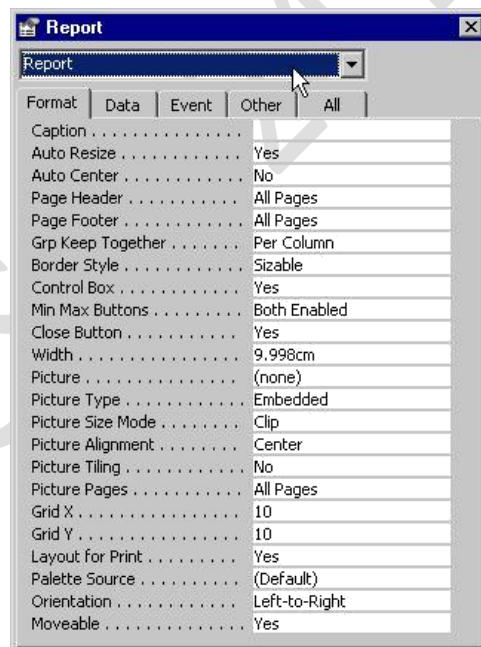 Report
Report
Format Data Event Other All
Caption . . . . . . . . . . . . . . .
Auto Resize . . . . . . . . . . . . Yes
Auto Center . . . . . . . . . . . . No
Page Header . . . . . . . . . . . All Pages
Page Footer . . . . . . . . . . . . All Pages
Grp Keep Together . . . . . . . Per Column
Border Style . . . . . . . . . . . . Sizable
Control Box . . . . . . . . . . . . Yes
Min Max Buttons . . . . . . . . . Both Enabled
Close Button . . . . . . . . . . . . Yes
Width . . . . . . . . . . . . . . . . 9.998cm
Picture . . . . . . . . . . . . . . . . (none)
Picture Type . . . . . . . . . . . . Embedded
Picture Size Mode . . . . . . . . Clip
Picture Alignment . . . . . . . . Center
Picture Tiling . . . . . . . . . . . . No
Picture Pages . . . . . . . . . . . All Pages
Grid X . . . . . . . . . . . . . . . . 10
Grid Y . . . . . . . . . . . . . . . . 10
Layout for Print . . . . . . . . . . Yes
Palette Source . . . . . . . . . . (Default)
Orientation . . . . . . . . . . . . Left-to-Right
Moveable . . . . . . . . . . . . . . Yes